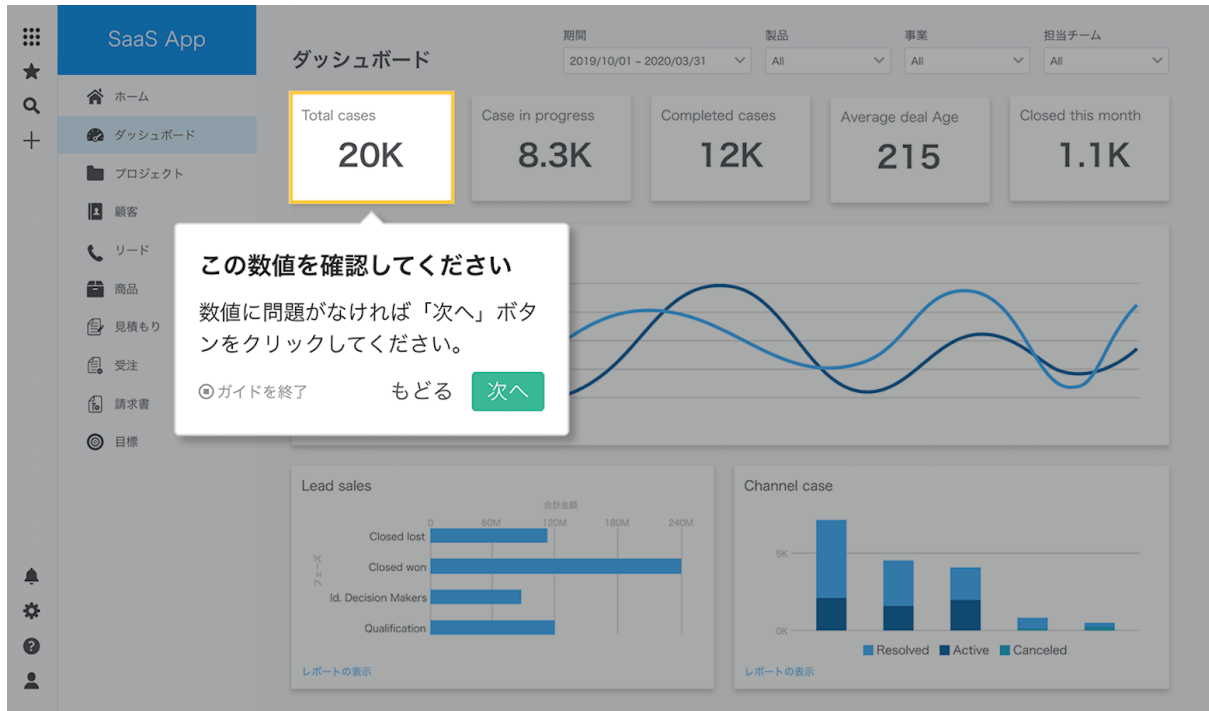 SaaS App
ホーム
ダッシュボード
プロジェクト
顧客
リード
商品
見積もり
受注
請求書
目標
ダッシュボード
期間
2019/10/01 – 2020/03/31
製品
All
事業
All
担当チーム
All
Total cases
20K
Case in progress
8.3K
Completed cases
12K
Average deal Age
215
Closed this month
1.1K
この数値を確認してください
数値に問題がなければ「次へ」ボタ
ンをクリックしてください。
ガイドを終了
もどる
次へ
Lead sales
合計金額
0 60M 120M 180M 240M
フェーズ
Closed lost
Closed won
Id. Decision Makers
Qualification
レポートの表示
Channel case
5K
0K
Resolved Active Canceled
レポートの表示